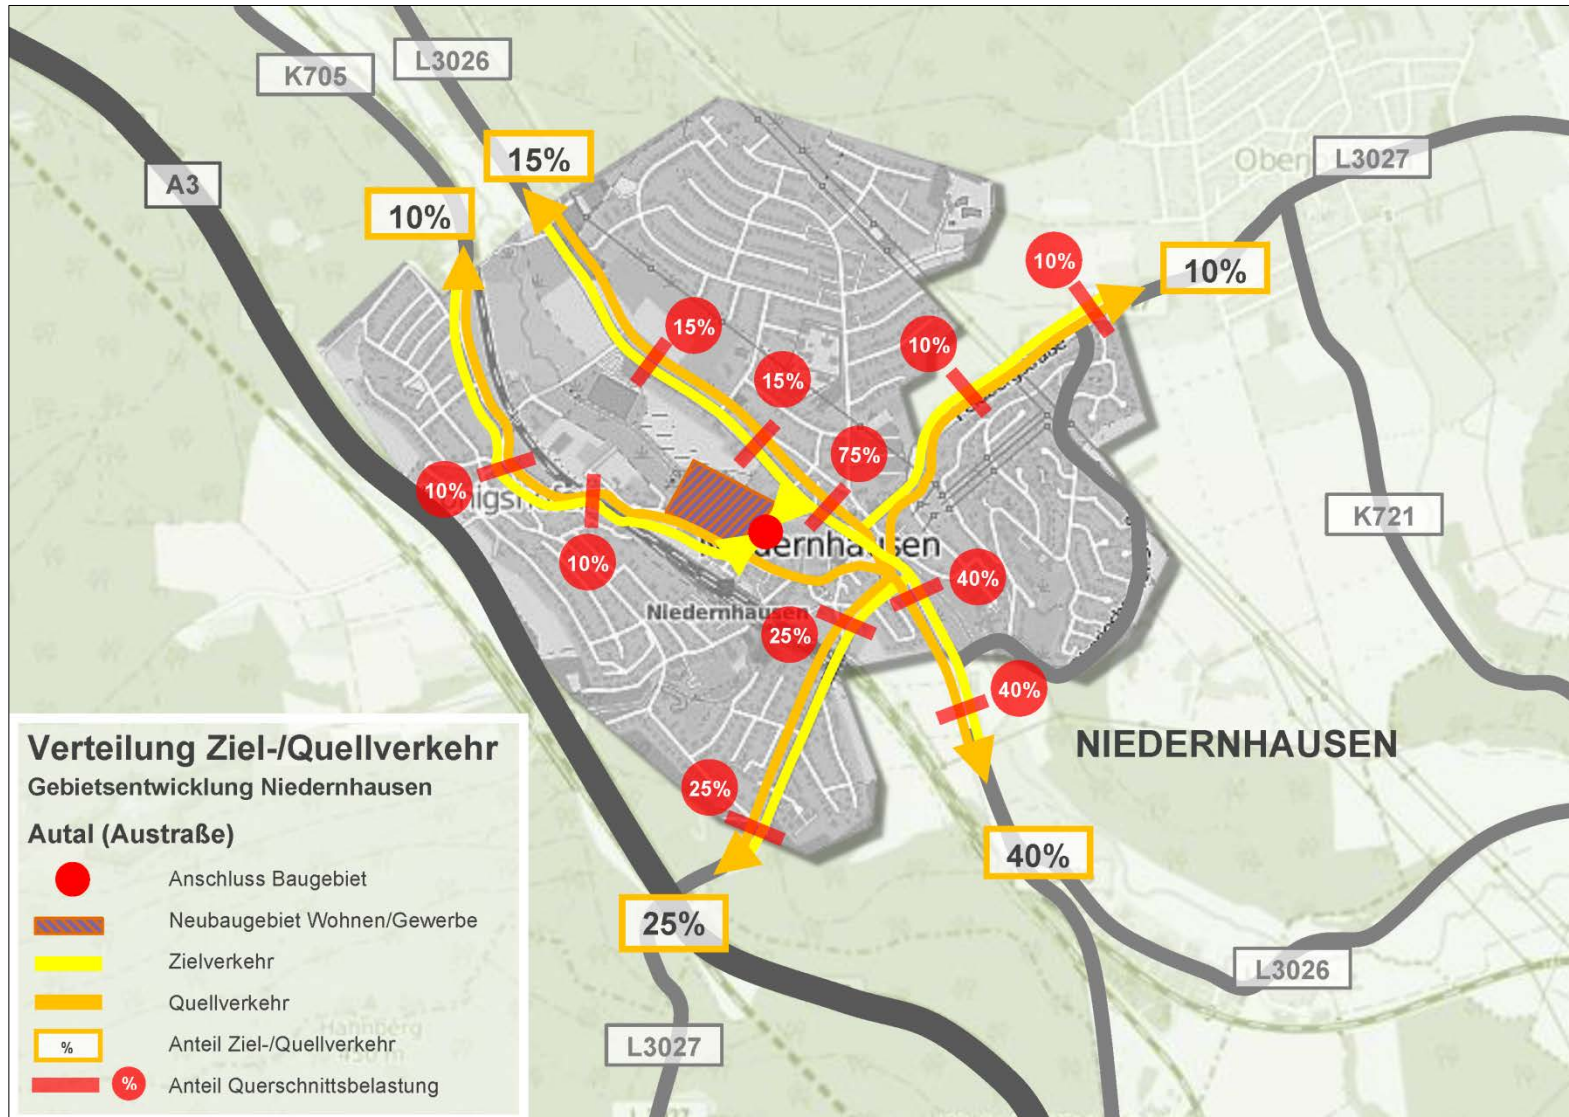 K705
L3026
A3
15%
10%
L3027
10%
10%
10%
15%
15%
75%
10%
10%
Niedernhausen
Niedernhausen
40%
25%
40%
25%
NIEDERNHAUSEN
K721
40%
25%
L3026
L3027
Verteilung Ziel-/Quellverkehr
Gebietsentwicklung Niedernhausen
Autal (Austraße)
Anschluss Baugebiet
Neubaugebiet Wohnen/Gewerbe
Zielverkehr
Quellverkehr
% Anteil Ziel-/Quellverkehr
% Anteil Querschnittsbelastung